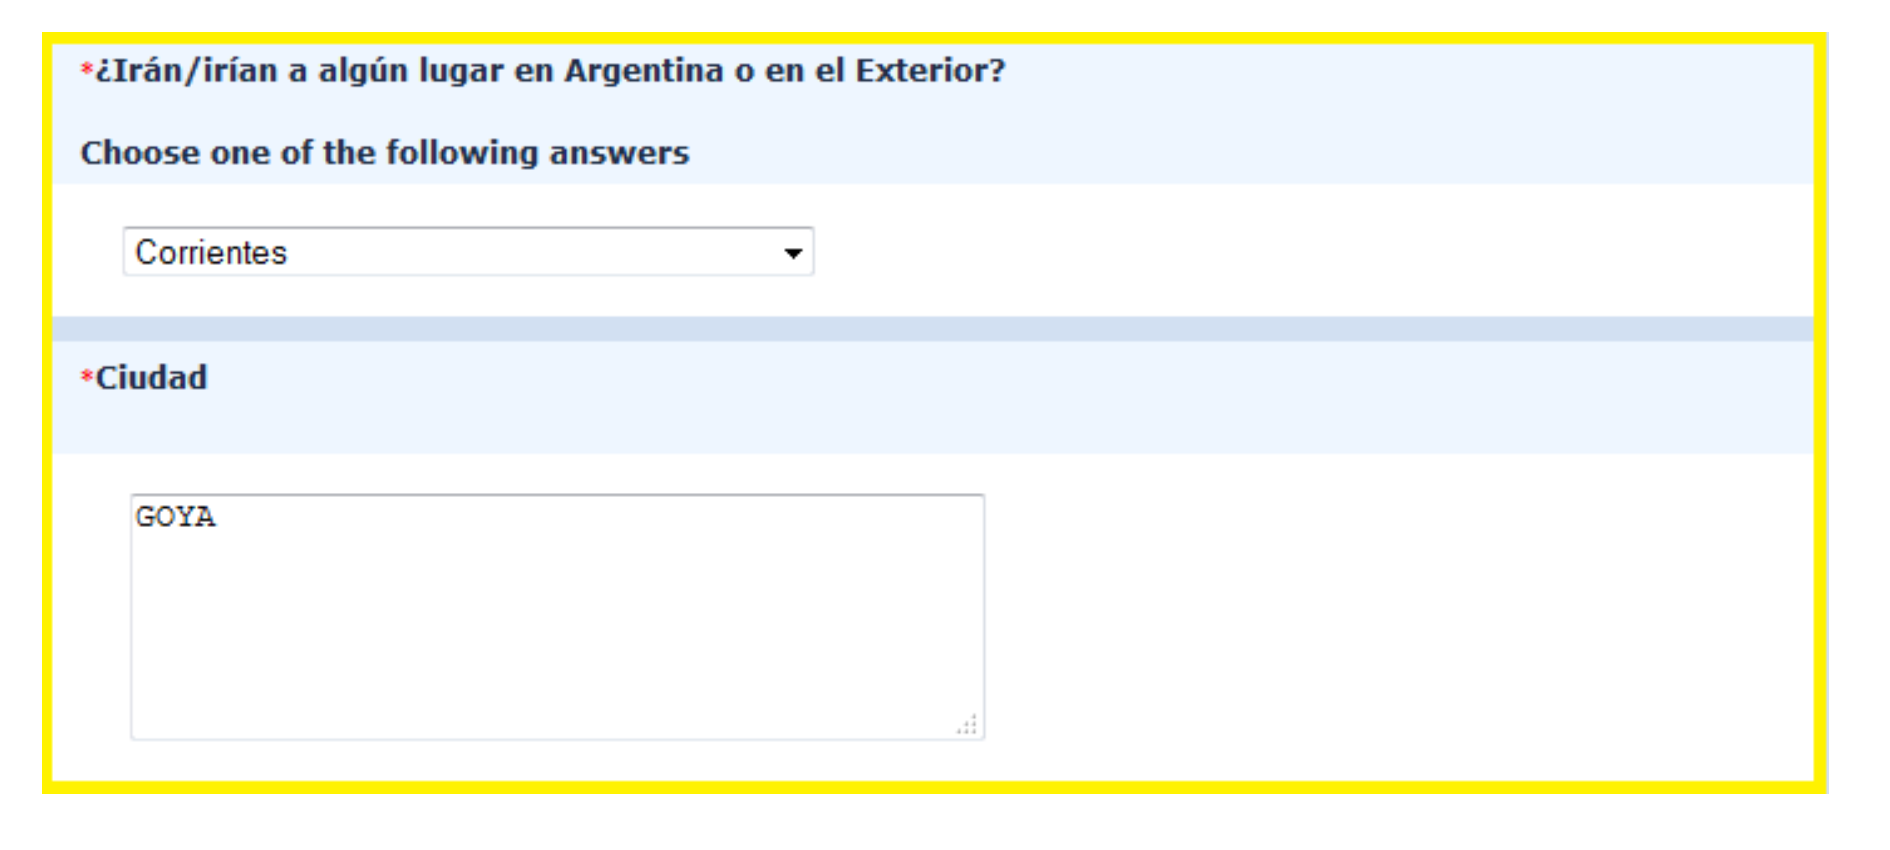 *¿Irán/irían a algún lugar en Argentina o en el Exterior?
Choose one of the following answers
Corrientes
*Ciudad
GOYA